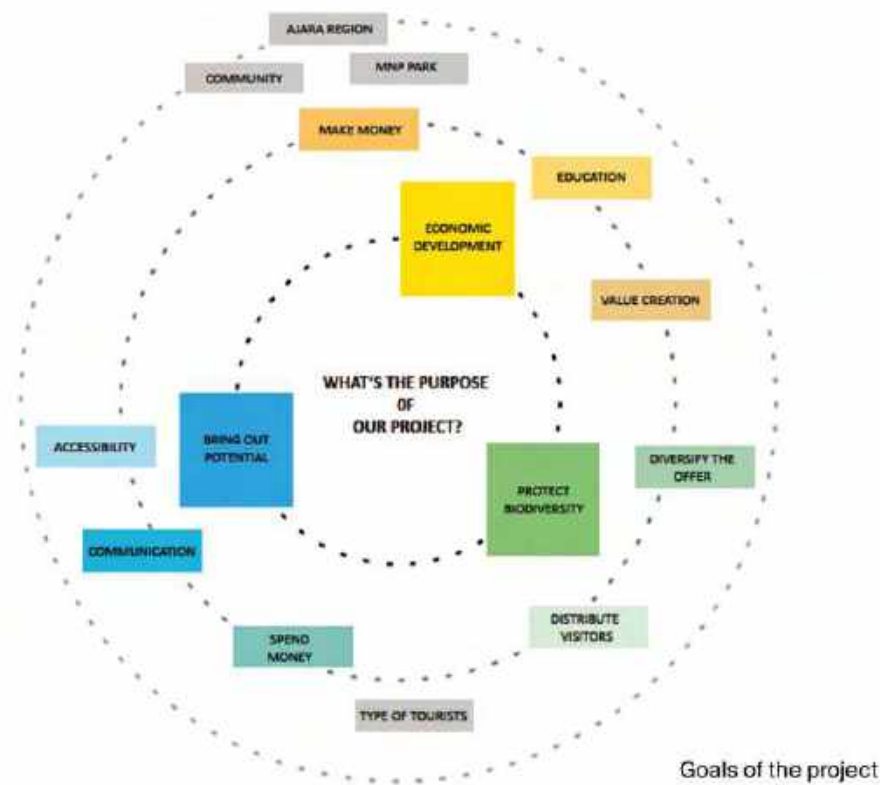 AJARA REGION
MNP PARK
COMMUNITY
MAKE MONEY
EDUCATION
ECONOMIC
DEVELOPMENT
VALUE CREATION
WHAT'S THE PURPOSE
OF
OUR PROJECT?
ACCESSIBILITY
BRING OUT
POTENTIAL
DIVERSIFY THE
OFFER
PROTECT
BIODIVERSITY
COMMUNICATION
DISTRIBUTE
VISITORS
SPEND
MONEY
TYPE OF TOURISTS
Goals of the project